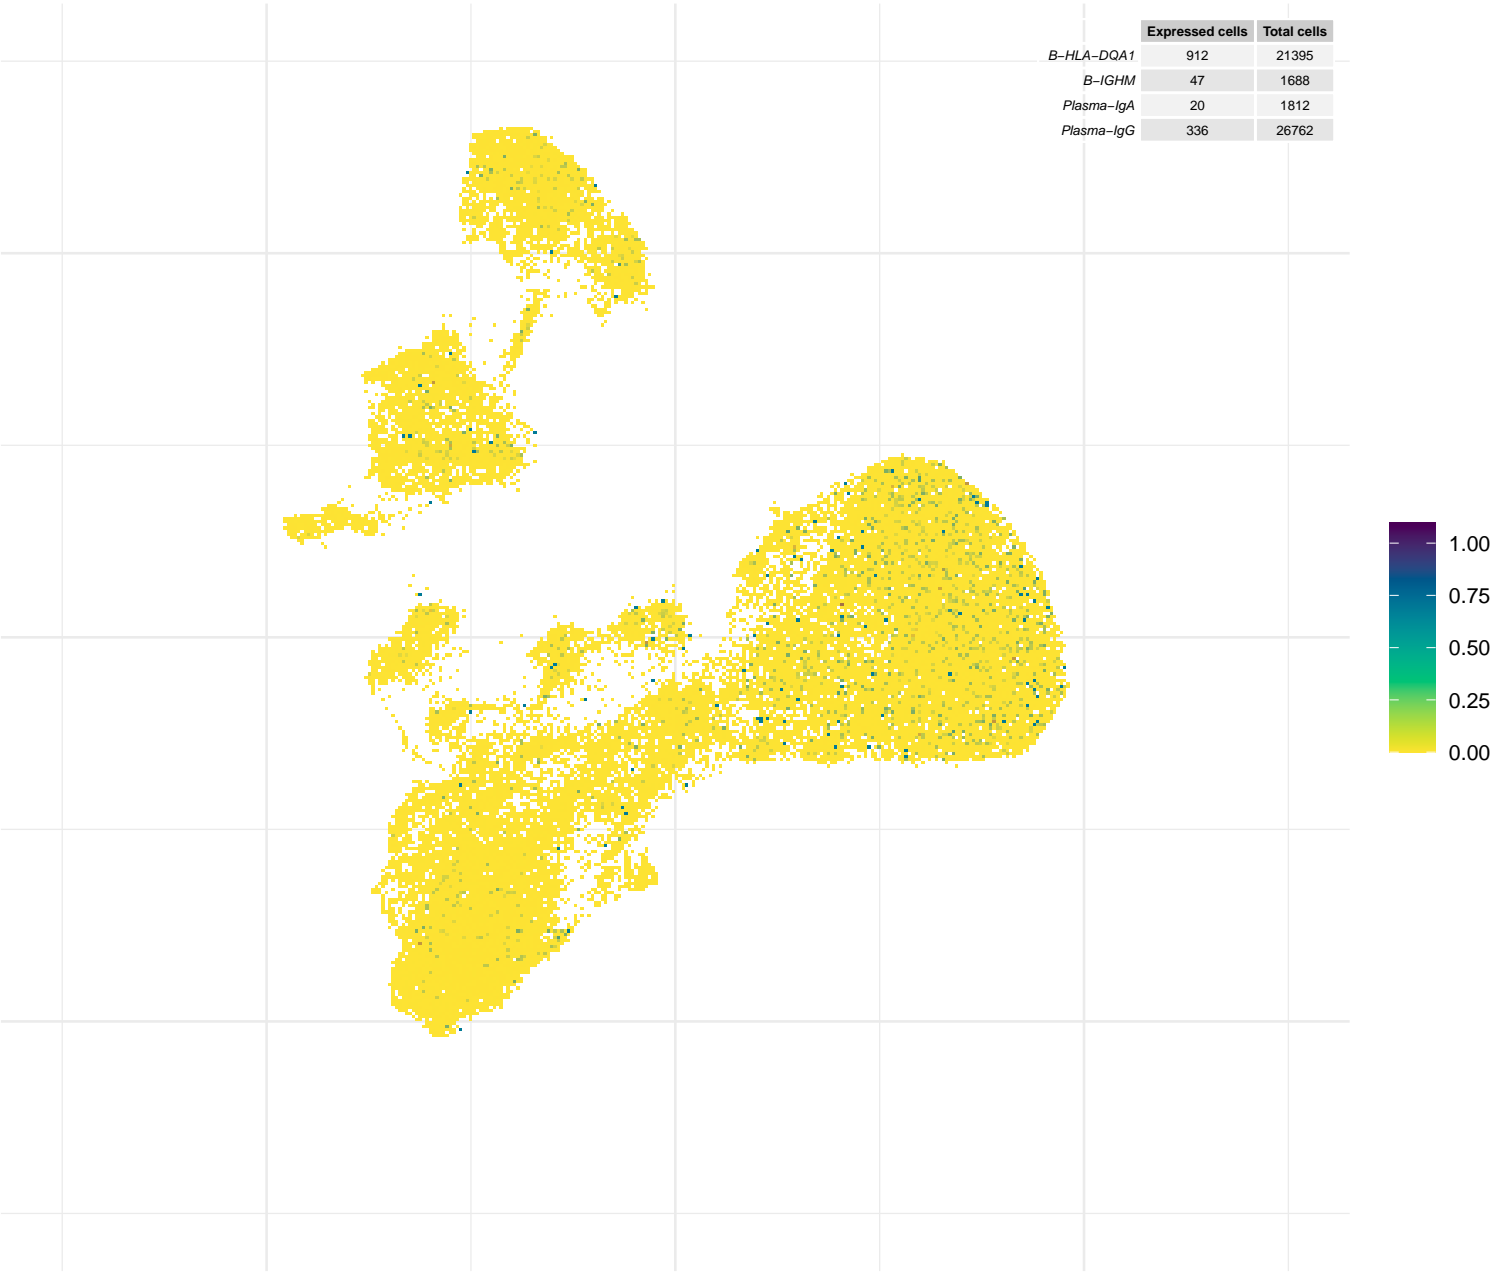 Expressed cells Total cells
B−HLA−DQA1 912 21395
B−IGHM 47 1688
Plasma−IgA 20 1812
Plasma−IgG 336 26762
1.00
0.75
0.50
0.25
0.00